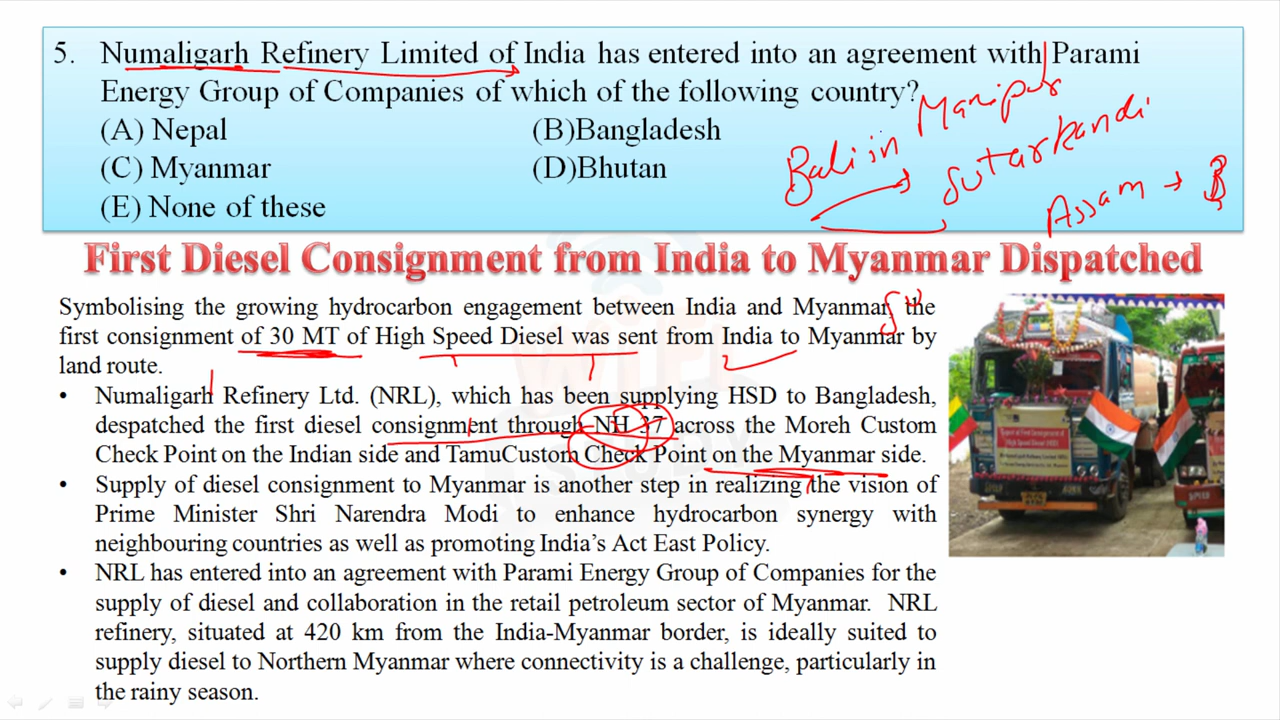 5. Numaligarh Refinery Limited of India has entered into an agreement with Parami
Energy Group of Companies of which of the following country?
(A) Nepal (B)Bangladesh
(C) Myanmar (D)Bhutan
(E) None of these
Manipur
Sutarkandi
Assam → B
First Diesel Consignment from India to Myanmar Dispatched
Symbolising the growing hydrocarbon engagement between India and Myanmar, the
first consignment of 30 MT of High Speed Diesel was sent from India to Myanmar by
land route.
• Numaligarh Refinery Ltd. (NRL), which has been supplying HSD to Bangladesh,
despatched the first diesel consignment through NH 37 across the Moreh Custom
Check Point on the Indian side and TamuCustom Check Point on the Myanmar side.
• Supply of diesel consignment to Myanmar is another step in realizing the vision of
Prime Minister Shri Narendra Modi to enhance hydrocarbon synergy with
neighbouring countries as well as promoting India's Act East Policy.
• NRL has entered into an agreement with Parami Energy Group of Companies for the
supply of diesel and collaboration in the retail petroleum sector of Myanmar. NRL
refinery, situated at 420 km from the India-Myanmar border, is ideally suited to
supply diesel to Northern Myanmar where connectivity is a challenge, particularly in
the rainy season.